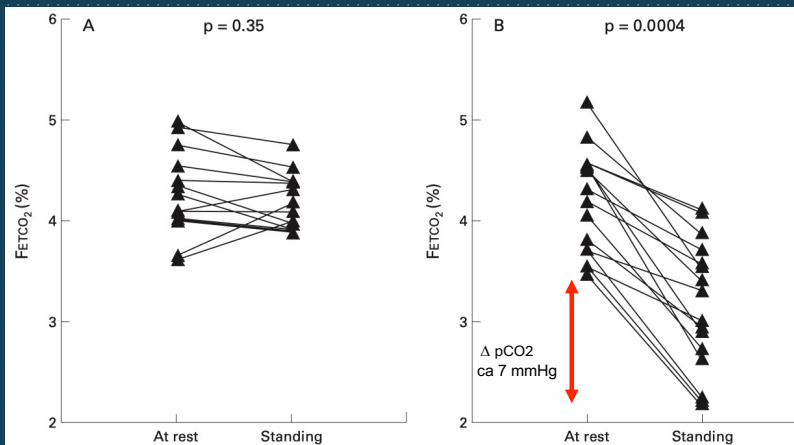 A
p = 0.35
6
5
4
3
2
FETCO2 (%)
At rest
Standing
B
p = 0.0004
6
5
4
3
2
FETCO2 (%)
Δ pCO2
ca 7 mmHg
At rest
Standing